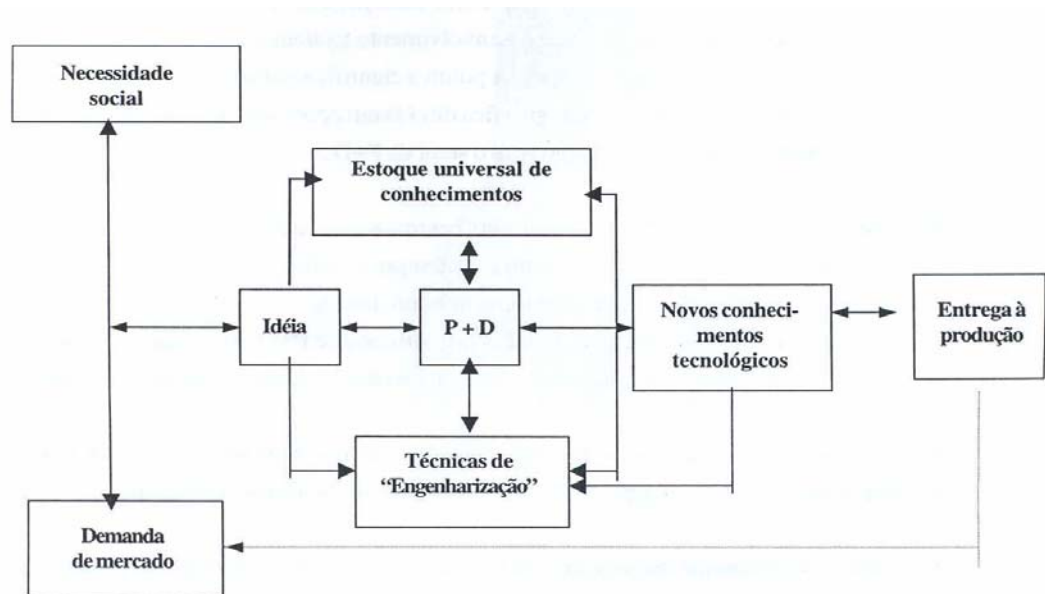 Necessidade
social
Estoque universal de
conhecimentos
Idéia
P + D
Novos conheci-
mentos
tecnológicos
Entrega à
produção
Técnicas de
“Engenharização”
Demanda
de mercado